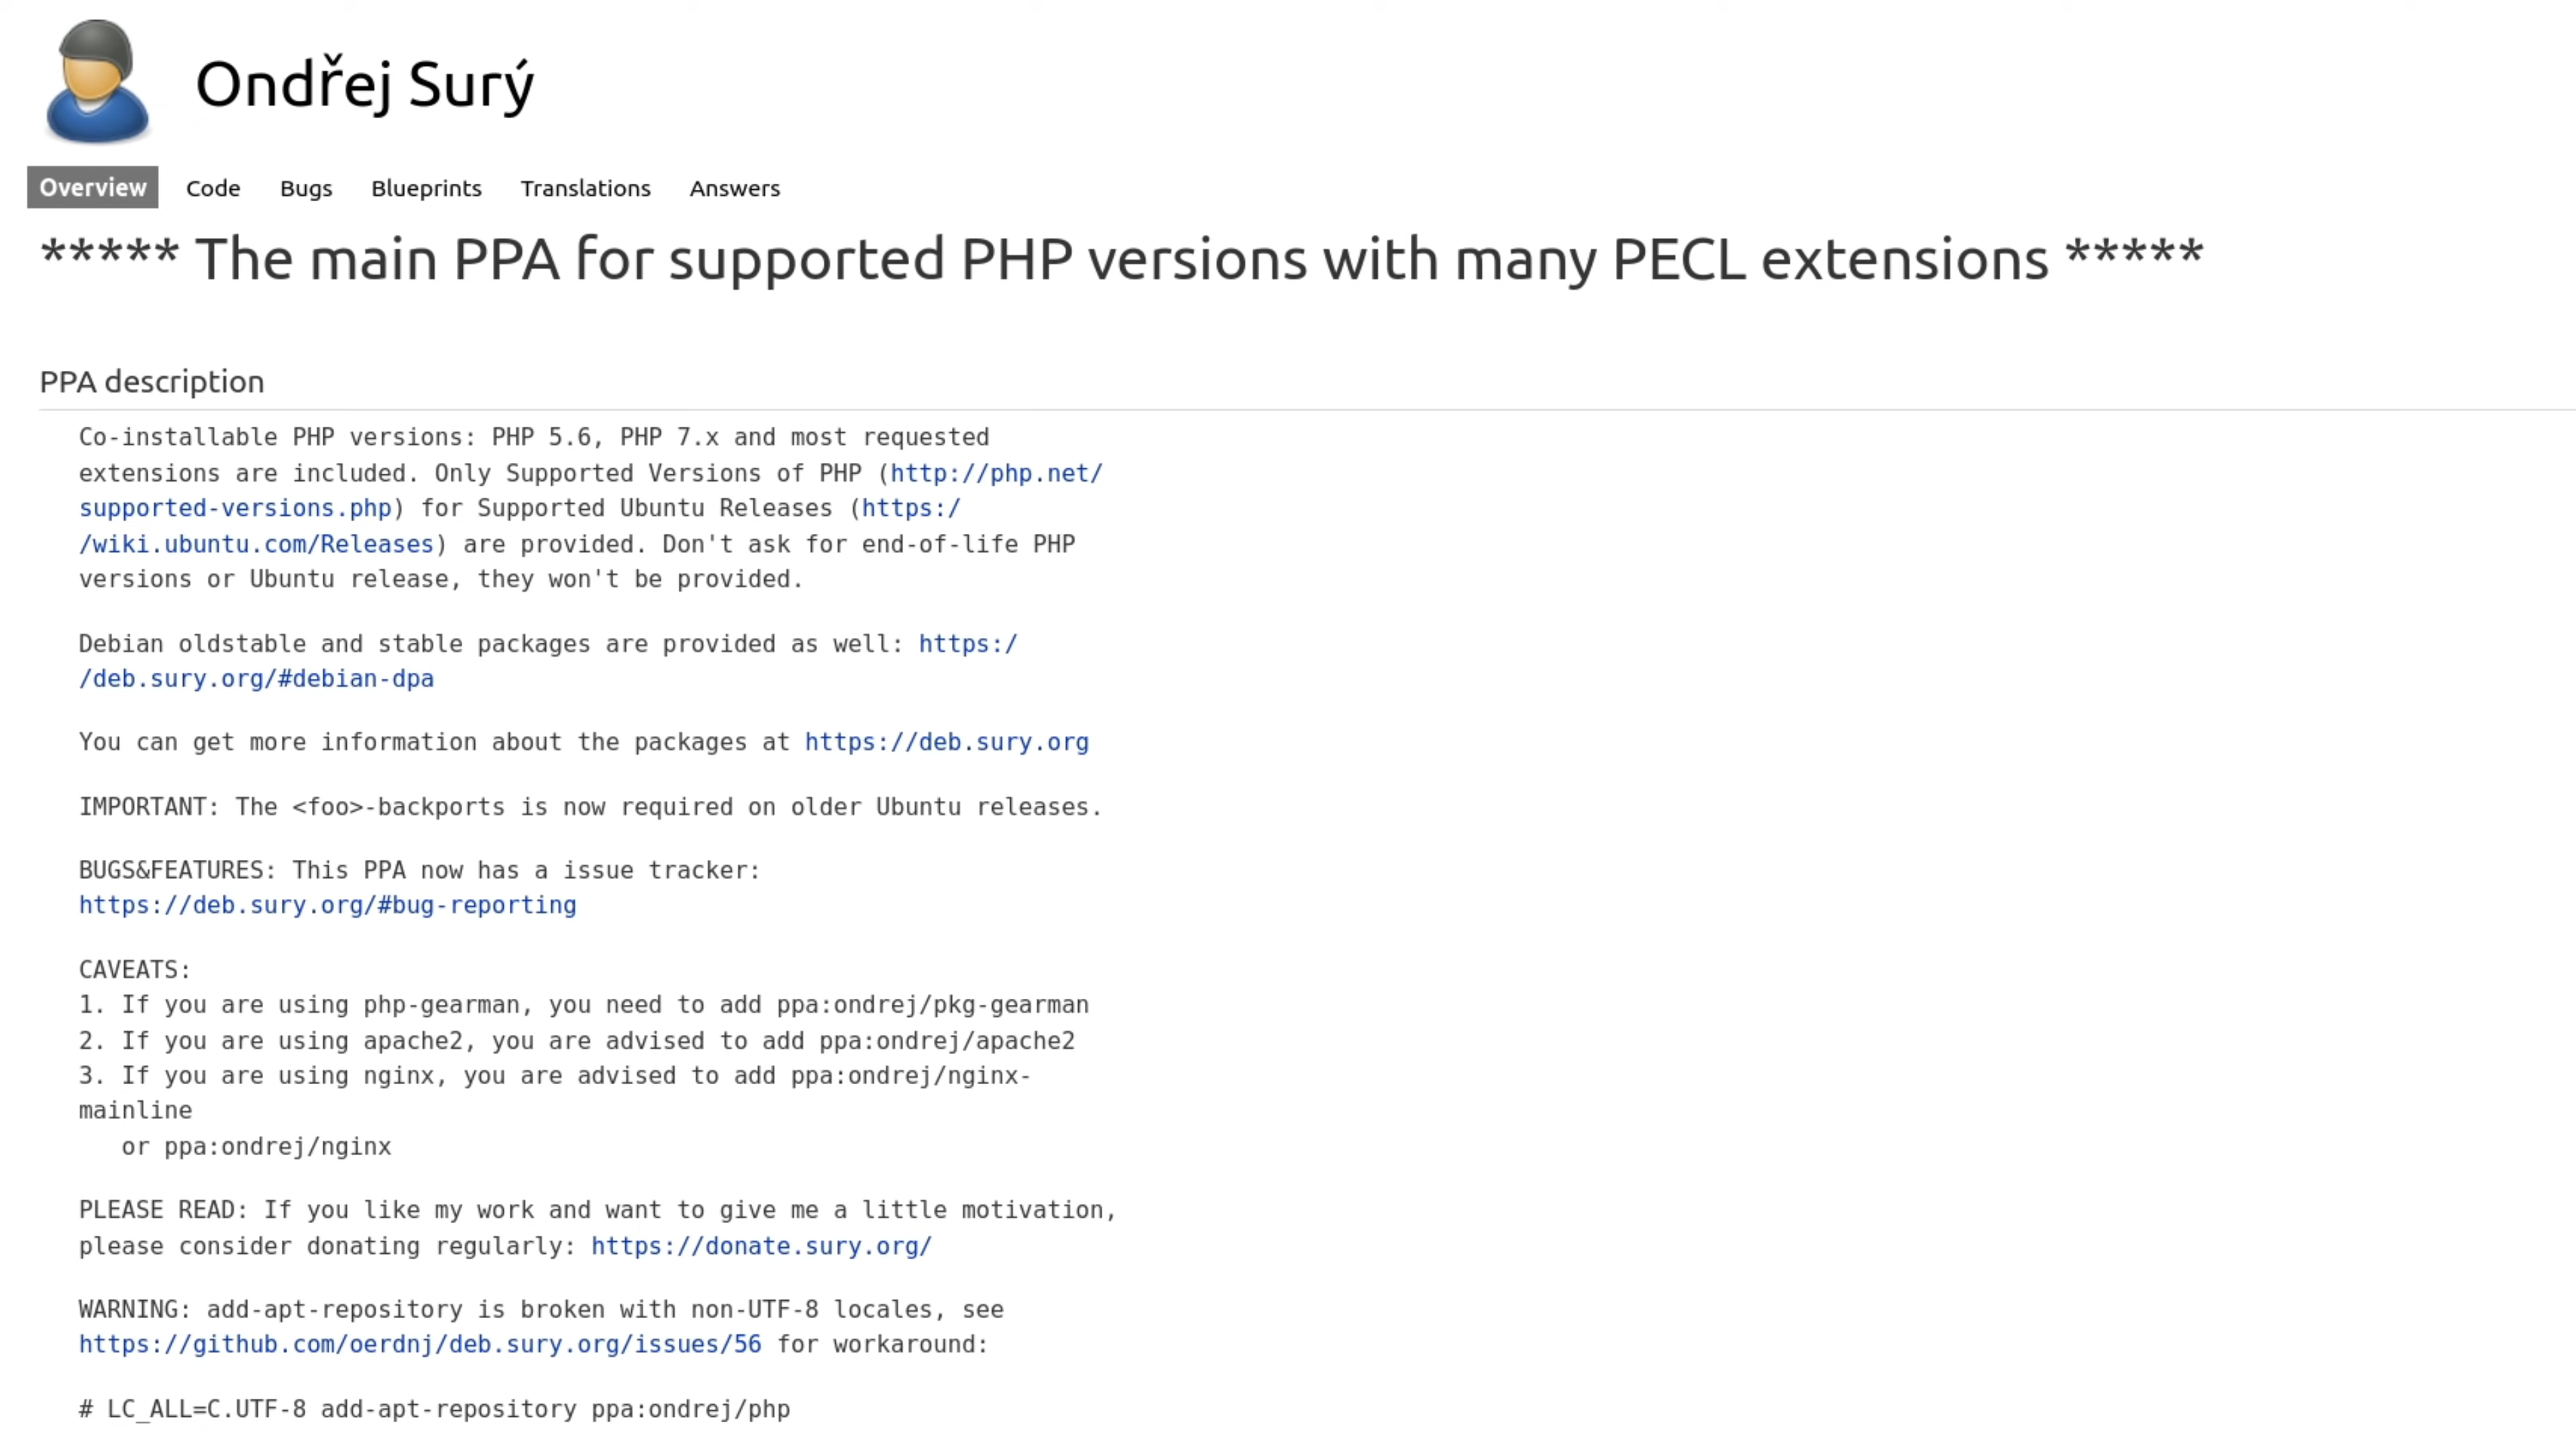 Ondřej Surý
Overview Code Bugs Blueprints Translations Answers
***** The main PPA for supported PHP versions with many PECL extensions *****
PPA description
Co-installable PHP versions: PHP 5.6, PHP 7.x and most requested
extensions are included. Only Supported Versions of PHP (http://php.net/
supported-versions.php) for Supported Ubuntu Releases (https:/
/wiki.ubuntu.com/Releases) are provided. Don't ask for end-of-life PHP
versions or Ubuntu release, they won't be provided.
Debian oldstable and stable packages are provided as well: https:/
/deb.sury.org/#debian-dpa
You can get more information about the packages at https://deb.sury.org
IMPORTANT: The <foo>-backports is now required on older Ubuntu releases.
BUGS&FEATURES: This PPA now has a issue tracker:
https://deb.sury.org/#bug-reporting
CAVEATS:
1. If you are using php-gearman, you need to add ppa:ondrej/pkg-gearman
2. If you are using apache2, you are advised to add ppa:ondrej/apache2
3. If you are using nginx, you are advised to add ppa:ondrej/nginx-
mainline
or ppa:ondrej/nginx
PLEASE READ: If you like my work and want to give me a little motivation,
please consider donating regularly: https://donate.sury.org/
WARNING: add-apt-repository is broken with non-UTF-8 locales, see
https://github.com/oerdnj/deb.sury.org/issues/56 for workaround:
# LC_ALL=C.UTF-8 add-apt-repository ppa:ondrej/php